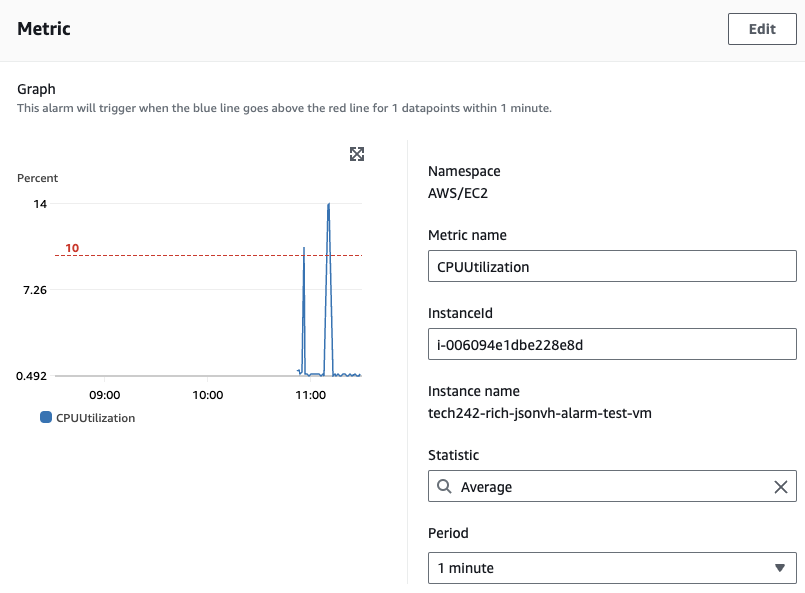 Metric
Edit
Graph
This alarm will trigger when the blue line goes above the red line for 1 datapoints within 1 minute.
Percent
14
10
7.26
0.492
09:00
10:00
11:00
CPUUtilization
Namespace
AWS/EC2
Metric name
CPUUtilization
InstanceId
i-006094e1dbe228e8d
Instance name
tech242-rich-jsonvh-alarm-test-vm
Statistic
Average
Period
1 minute